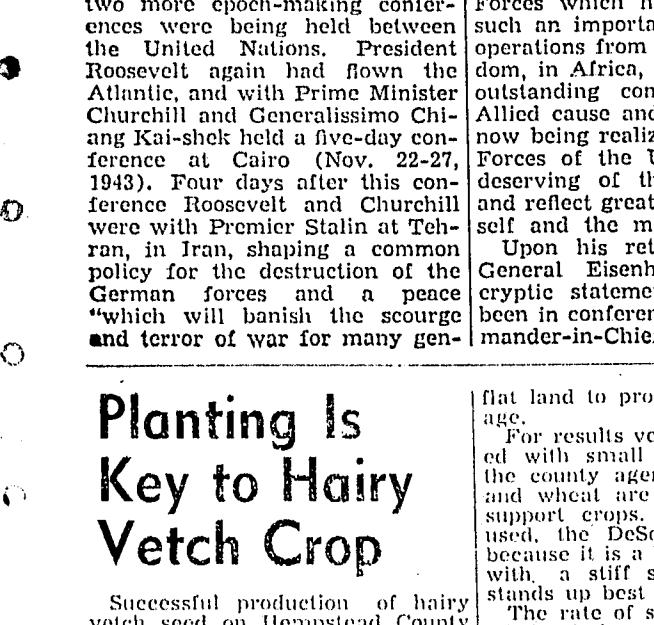 two more epoch-making confer-
ences were being held between
the United Nations. President
Roosevelt again had flown the
Atlantic, and with Prime Minister
Churchill and Generalissimo Chi-
ang Kai-shek held a five-day con-
ference at Cairo (Nov. 22-27,
1943). Four days after this con-
ference Roosevelt and Churchill
were with Premier Stalin at Teh-
ran, in Iran, shaping a common
policy for the destruction of the
German forces and a peace
"which will banish the scourge
and terror of war for many gen-
Forces which h
such an importa
operations from
dom, in Africa,
outstanding con
Allied cause and
now being realiz
Forces of the U
deserving of th
and reflect great
self and the m
Upon his ret
General Eisenh
cryptic stateme
been in conferen
mander-in-Chie
Planting Is
Key to Hairy
Vetch Crop
Successful production of hairy
vetch seed on Hempstead County
flat land to pro
age.
For results ve
ed with small
the county agen
and wheat are
support crops.
used, the DeSo
because it is a
with a stiff s
stands up best
The rate of s